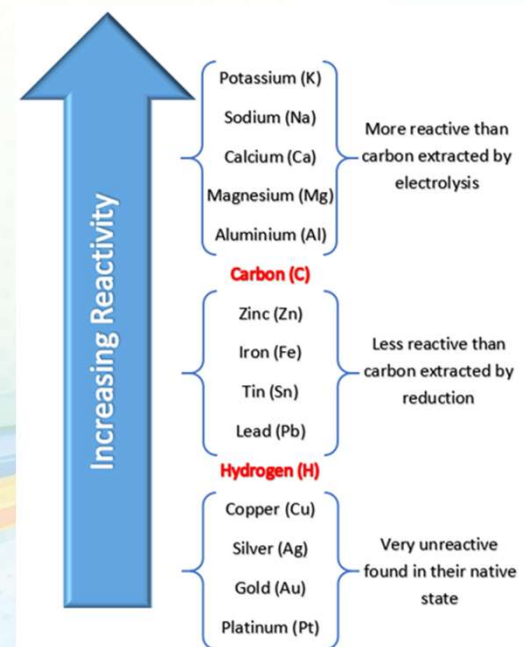 Increasing Reactivity
Potassium (K)
Sodium (Na)
Calcium (Ca)
Magnesium (Mg)
Aluminium (Al)
More reactive than
carbon extracted by
electrolysis
Carbon (C)
Zinc (Zn)
Iron (Fe)
Tin (Sn)
Lead (Pb)
Less reactive than
carbon extracted by
reduction
Hydrogen (H)
Copper (Cu)
Silver (Ag)
Gold (Au)
Platinum (Pt)
Very unreactive
found in their native
state